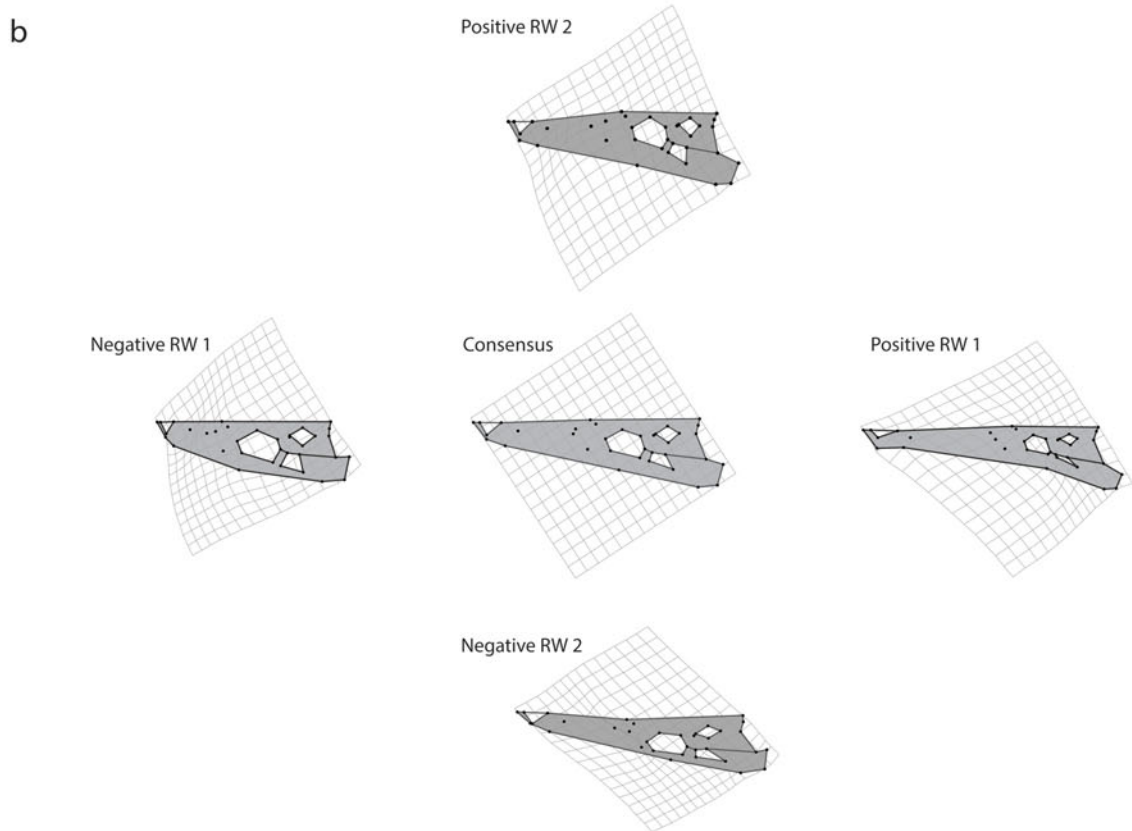 b
Positive RW 2
Negative RW 1
Consensus
Positive RW 1
Negative RW 2